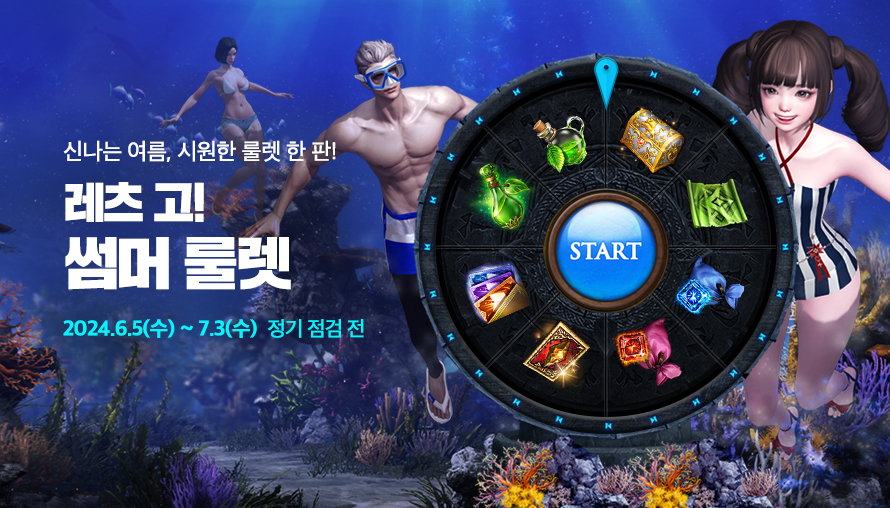 신나는 여름, 시원한 룰렛 한 판!
레츠 고!
썸머 룰렛
2024.6.5(수) ~ 7.3(수) 정기 점검 전
START